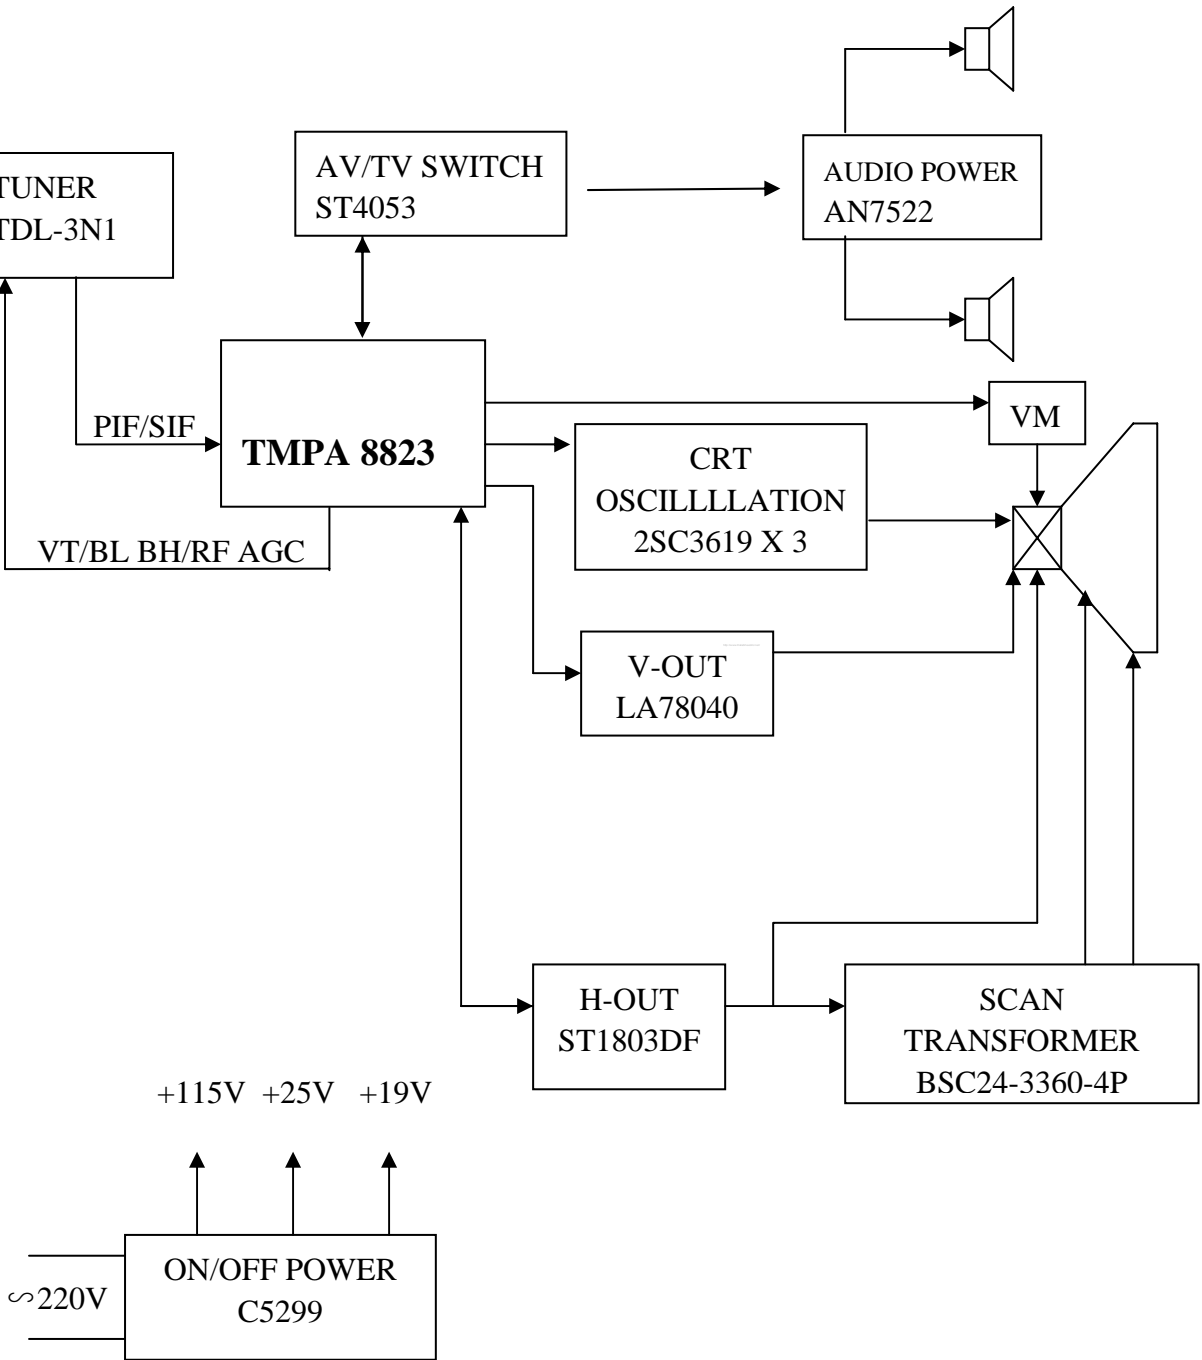 TUNER
TDL-3N1
AV/TV SWITCH
ST4053
AUDIO POWER
AN7522
PIF/SIF
TMPA 8823
VT/BL BH/RF AGC
VM
CRT
OSCILLLLATION
2SC3619 X 3
V-OUT
LA78040
H-OUT
ST1803DF
SCAN
TRANSFORMER
BSC24-3360-4P
+115V +25V +19V
ON/OFF POWER
C5299
∽220V